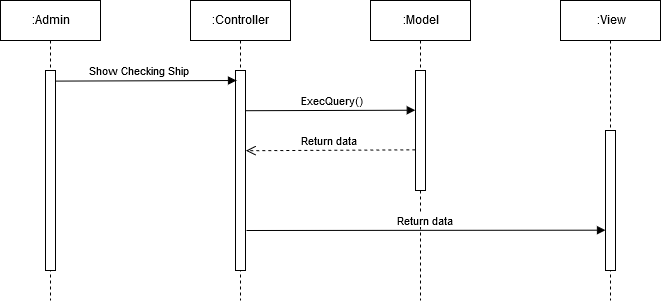 :Admin
:Controller
:Model
:View
Show Checking Ship
ExecQuery()
Return data
Return data